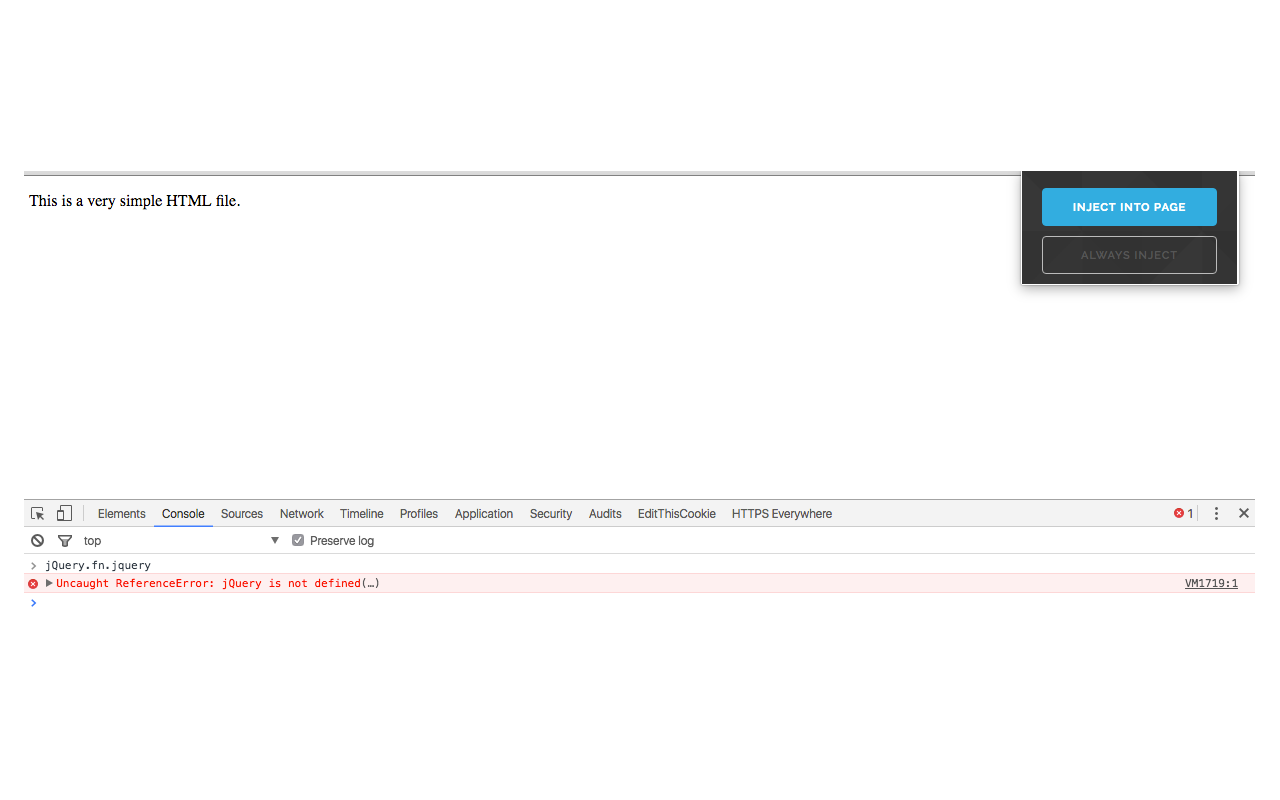 This is a very simple HTML file.
INJECT INTO PAGE
ALWAYS INJECT
Elements Console Sources Network Timeline Profiles Application Security Audits EditThisCookie HTTPS Everywhere 1
top Preserve log
jQuery.fn.jquery
Uncaught ReferenceError: jQuery is not defined(…) VM1719:1